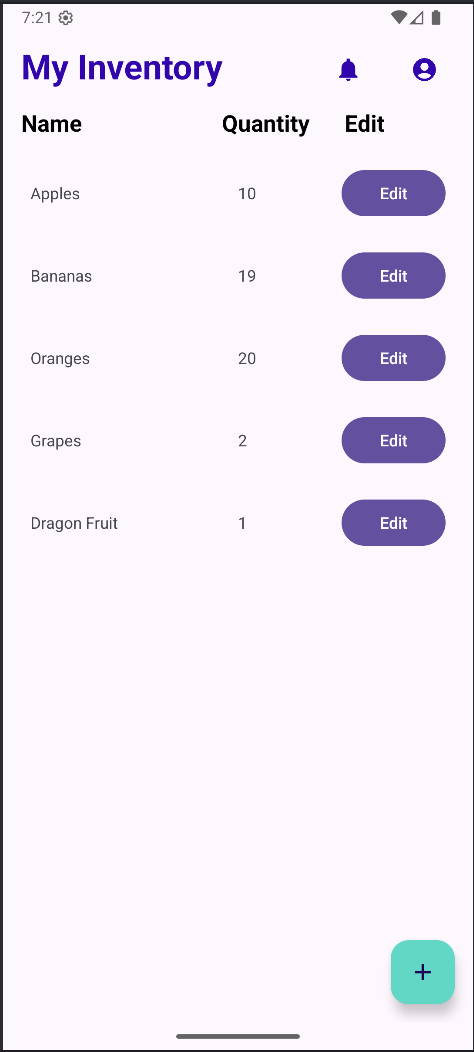 7:21
My Inventory
Name Quantity Edit
Apples 10 Edit
Bananas 19 Edit
Oranges 20 Edit
Grapes 2 Edit
Dragon Fruit 1 Edit
+